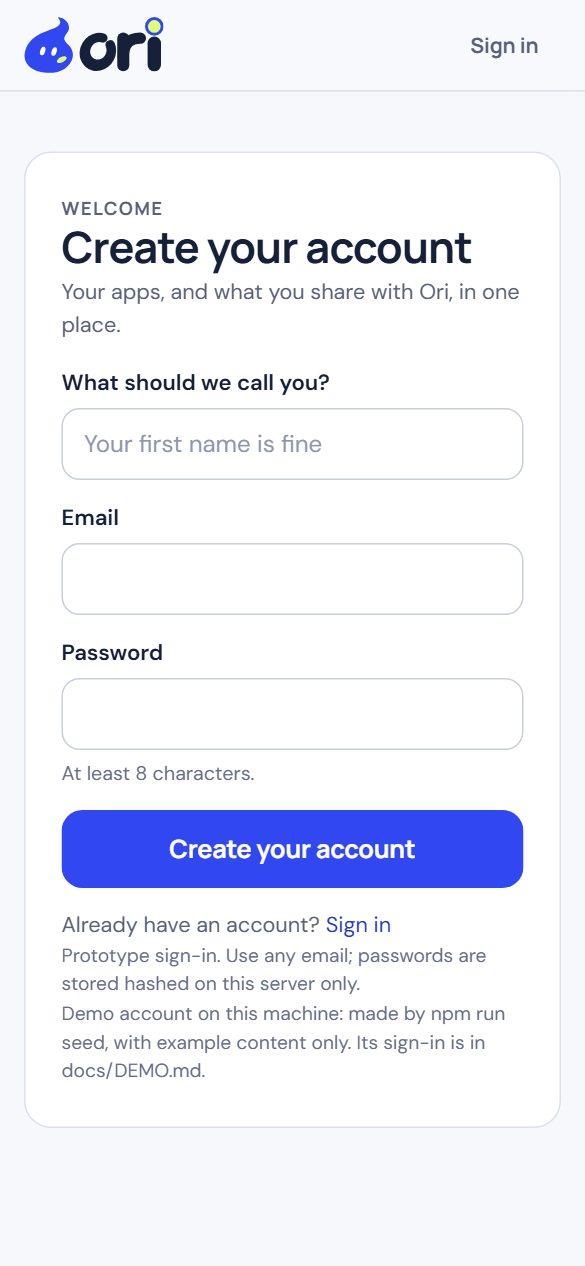 ori
Sign in
WELCOME
Create your account
Your apps, and what you share with Ori, in one
place.
What should we call you?
Your first name is fine
Email
Password
At least 8 characters.
Create your account
Already have an account? Sign in
Prototype sign-in. Use any email; passwords are
stored hashed on this server only.
Demo account on this machine: made by npm run
seed, with example content only. Its sign-in is in
docs/DEMO.md.